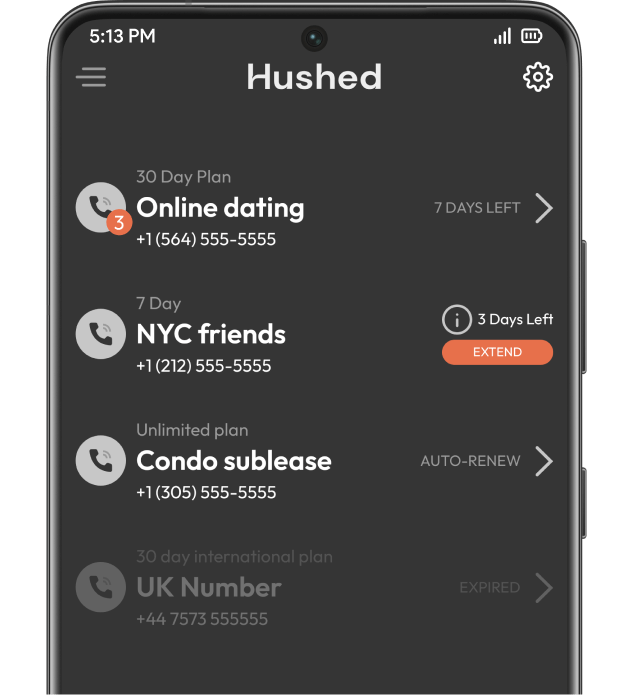 5:13 PM
Hushed
30 Day Plan
Online dating
3
7 DAYS LEFT
+1 (564) 555-5555
7 Day
NYC friends
3 Days Left
EXTEND
+1 (212) 555-5555
Unlimited plan
Condo sublease
AUTO-RENEW
+1 (305) 555-5555
30 day international plan
UK Number
EXPIRED
+44 7573 555555